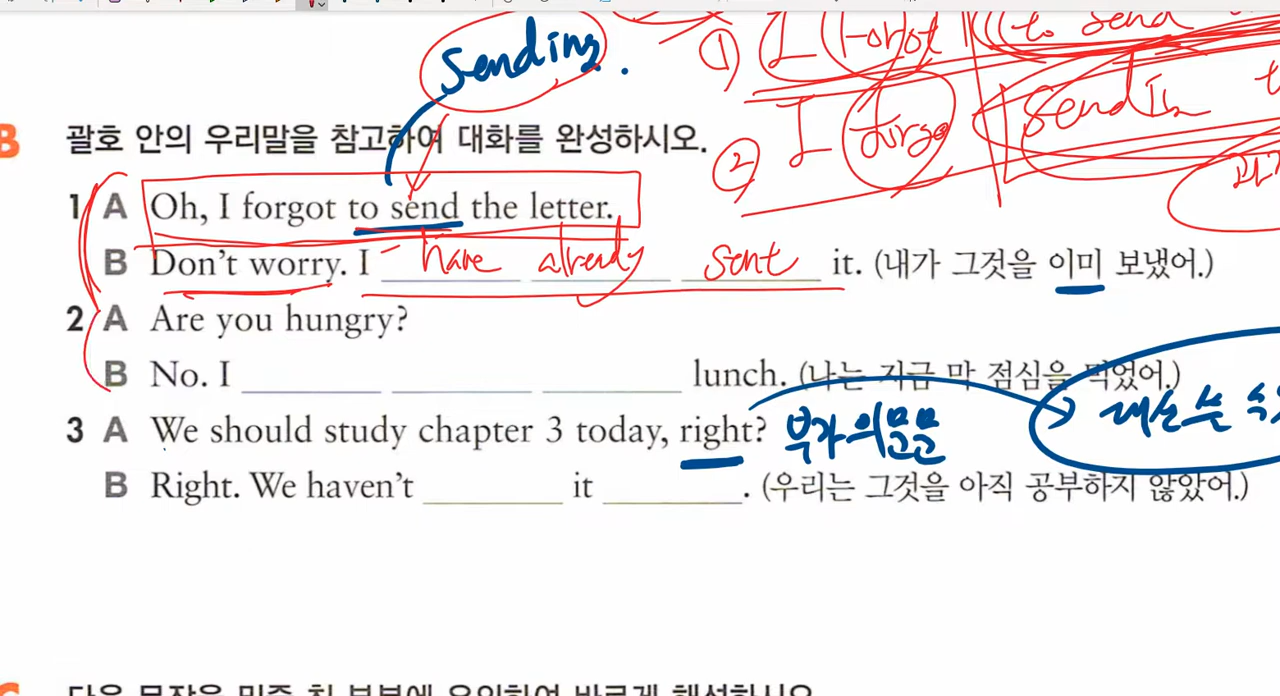 Sending.
① I forgot to send
② I
B 괄호 안의 우리말을 참고하여 대화를 완성하시오.
1 A Oh, I forgot to send the letter.
B Don't worry. I have already sent it. (내가 그것을 이미 보냈어.)
2 A Are you hungry?
B No. I ______ ______ ______ lunch. (나는 지금 막 점심을 먹었어.)
3 A We should study chapter 3 today, right? 부가의문문
B Right. We haven't ______ it ______. (우리는 그것을 아직 공부하지 않았어.)